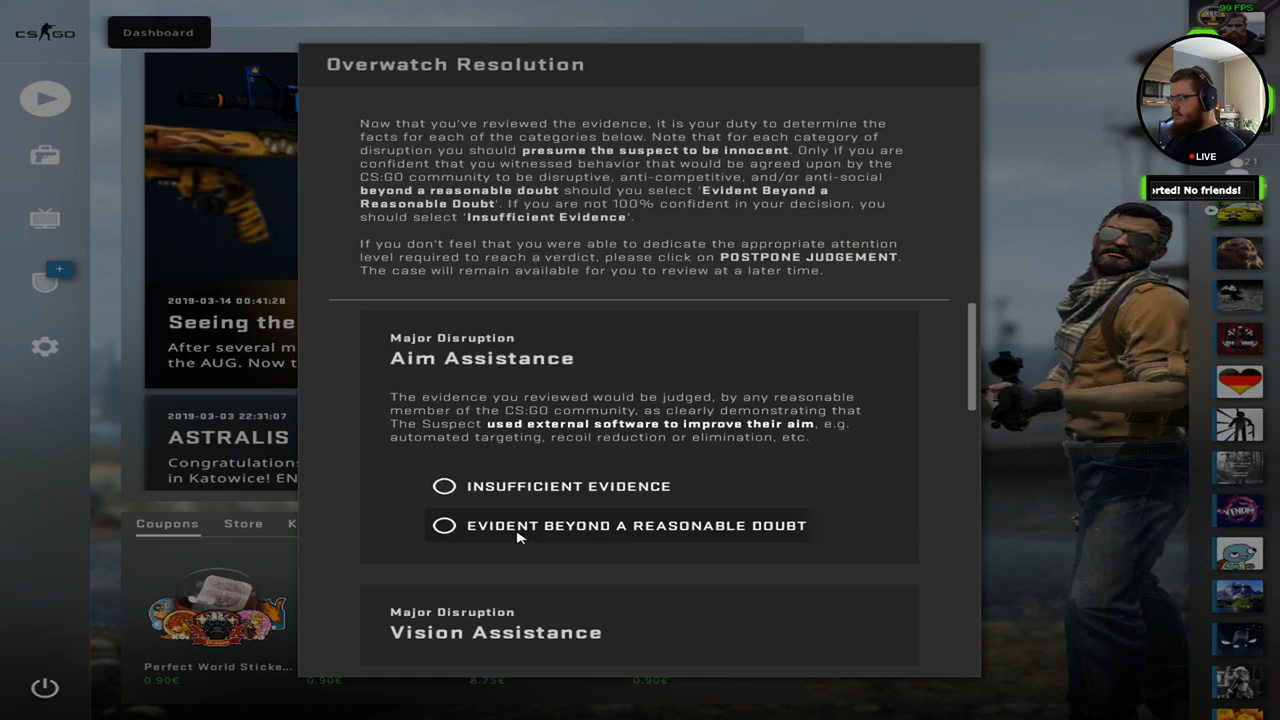 99 FPS
CS GO
Dashboard
Overwatch Resolution
Now that you've reviewed the evidence, it is your duty to determine the
facts for each of the categories below. Note that for each category of
disruption you should presume the suspect to be innocent. Only if you are
confident that you witnessed behavior that would be agreed upon by the
CS:GO community to be disruptive, anti-competitive, and/or anti-social
beyond a reasonable doubt should you select 'Evident Beyond a
Reasonable Doubt'. If you are not 100% confident in your decision, you
should select 'Insufficient Evidence'.
If you don't feel that you were able to dedicate the appropriate attention
level required to reach a verdict, please click on POSTPONE JUDGEMENT.
The case will remain available for you to review at a later time.
Major Disruption
Aim Assistance
The evidence you reviewed would be judged, by any reasonable
member of the CS:GO community, as clearly demonstrating that
The Suspect used external software to improve their aim, e.g.
automated targeting, recoil reduction or elimination, etc.
INSUFFICIENT EVIDENCE
EVIDENT BEYOND A REASONABLE DOUBT
Major Disruption
Vision Assistance
2019-03-14 00:41:28
Seeing the
After several m
the AUG. Now t
2019-03-03 22:31:07
ASTRALIS
Congratulations
in Katowice! EN
Coupons Store K
Perfect World Sticke...
0.90€ 0.90€ 8.75€ 0.90€
LIVE
21
rted! No friends!